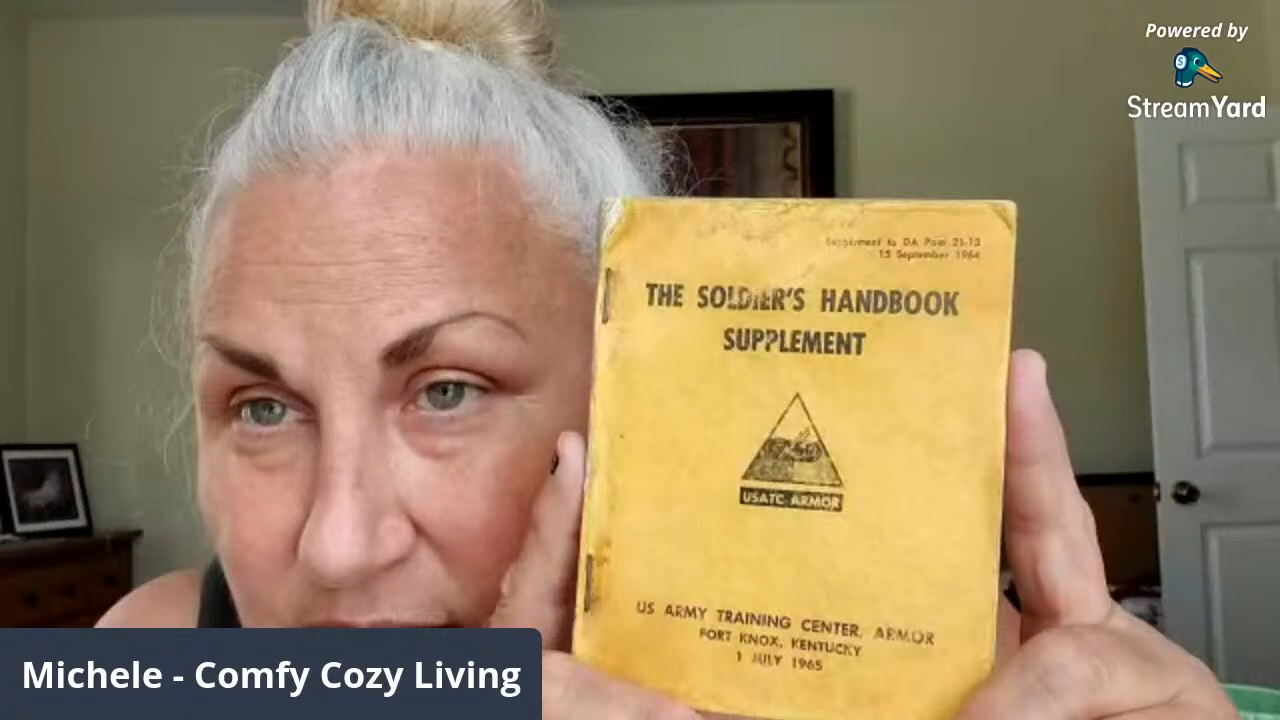 Powered by
StreamYard
Supplement to DA Pam 21-13
15 September 1964
THE SOLDIER'S HANDBOOK
SUPPLEMENT
USATC ARMOR
US ARMY TRAINING CENTER, ARMOR
FORT KNOX, KENTUCKY
1 JULY 1965
Michele - Comfy Cozy Living